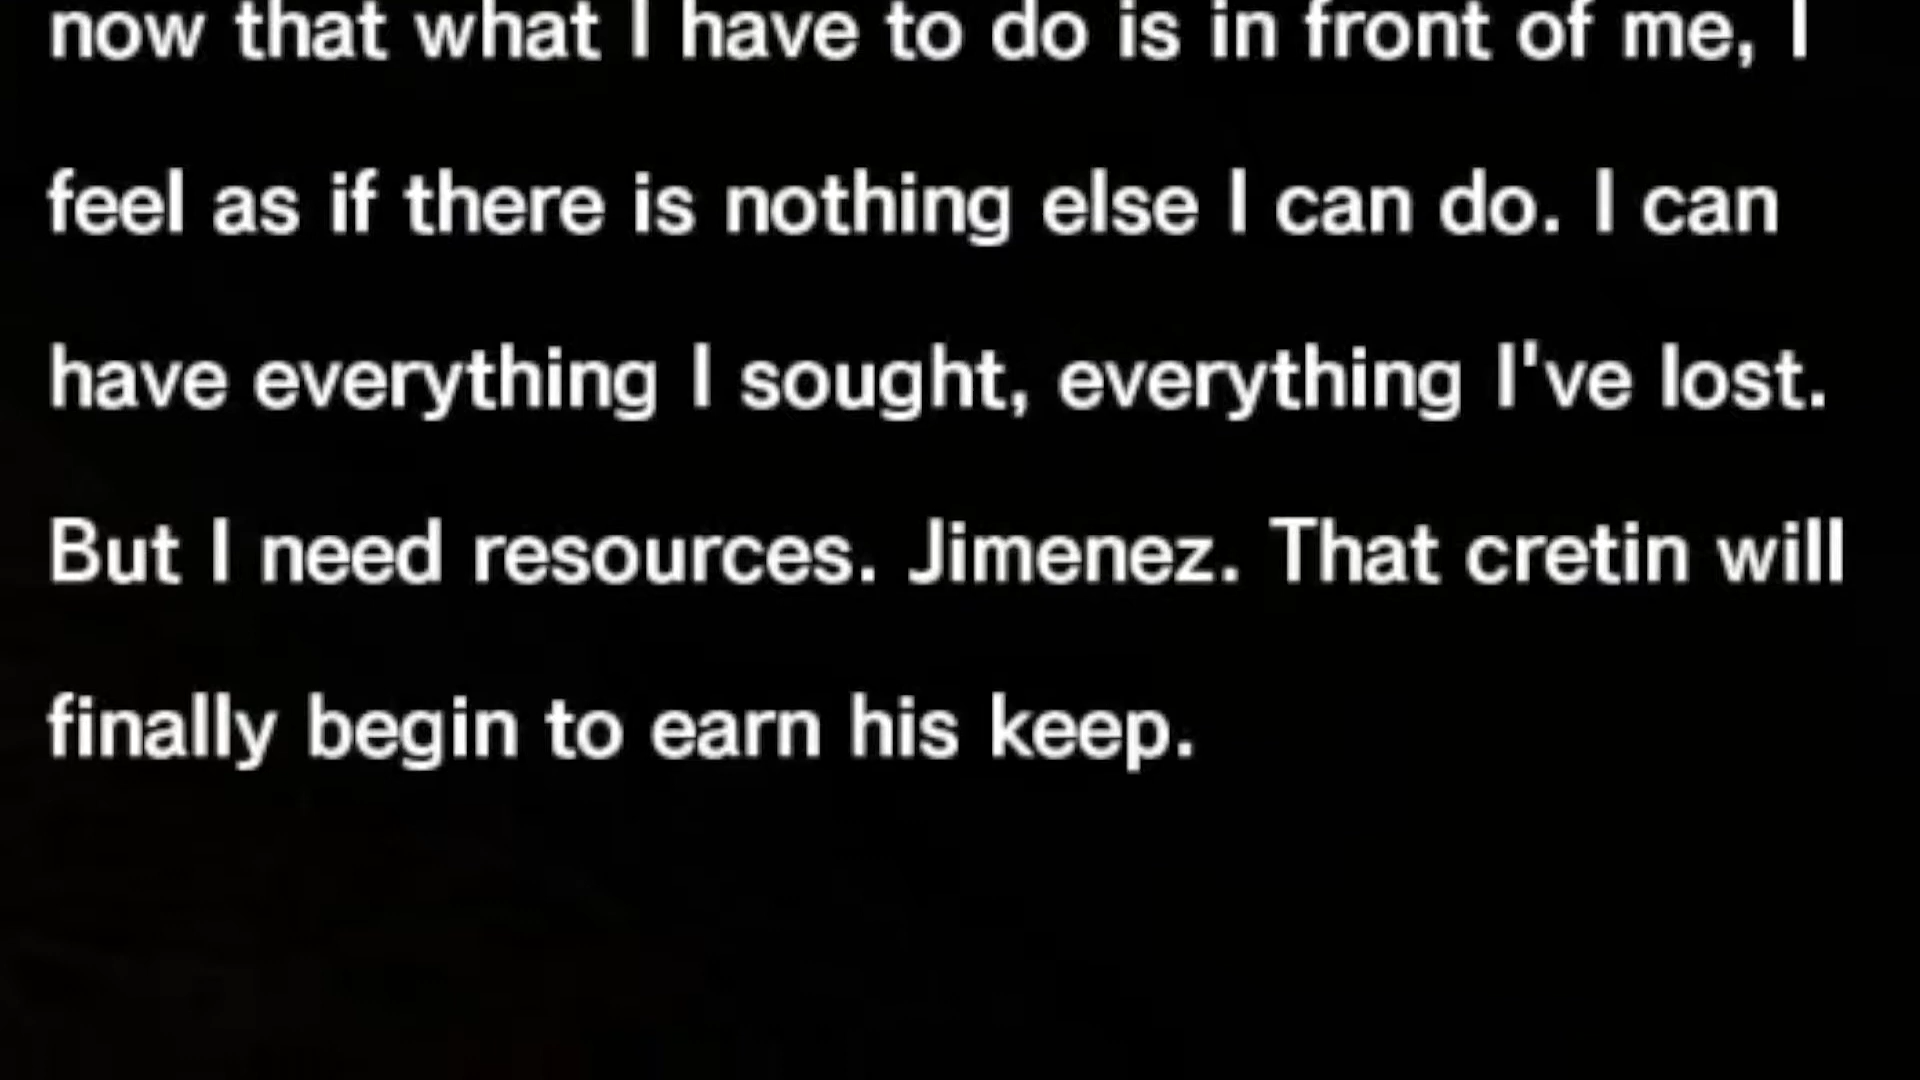 now that what I have to do is in front of me, I
feel as if there is nothing else I can do. I can
have everything I sought, everything I've lost.
But I need resources. Jimenez. That cretin will
finally begin to earn his keep.